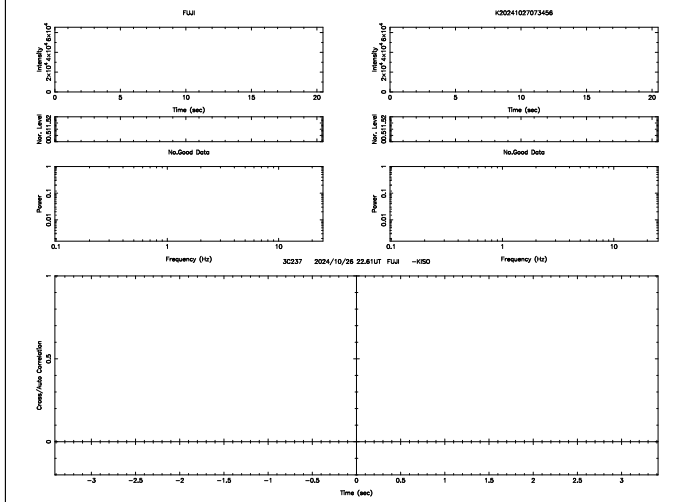 FUJI
K20241027073456
Intensity
2×10⁴ 4×10⁴ 6×10⁴
0 5 10 15 20
Time (sec)
Intensity
2×10⁴ 4×10⁴ 6×10⁴
0 5 10 15 20
Time (sec)
Nor. Level
00.511.52
Nor. Level
00.511.52
No.Good Data
No.Good Data
Power
0.01 0.1 1
0.1 1 10
Frequency (Hz)
Power
0.01 0.1 1
0.1 1 10
Frequency (Hz)
3C237 2024/10/26 22.61UT FUJI -KISO
Cross/Auto Correlation
0 0.5 1
-3 -2.5 -2 -1.5 -1 -0.5 0 0.5 1 1.5 2 2.5 3
Time (sec)